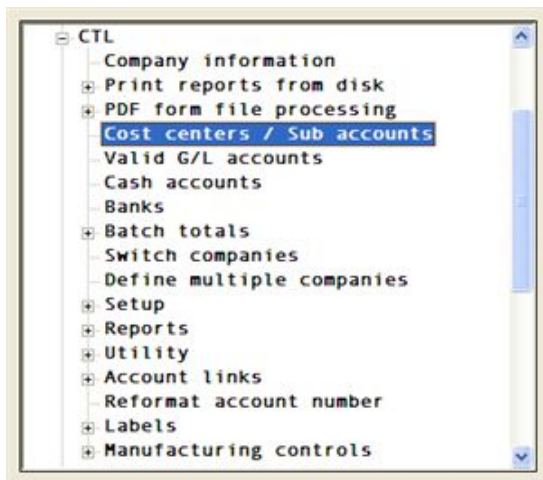 CTL
Company information
Print reports from disk
PDF form file processing
Cost centers / Sub accounts
Valid G/L accounts
Cash accounts
Banks
Batch totals
Switch companies
Define multiple companies
Setup
Reports
Utility
Account links
Reformat account number
Labels
Manufacturing controls